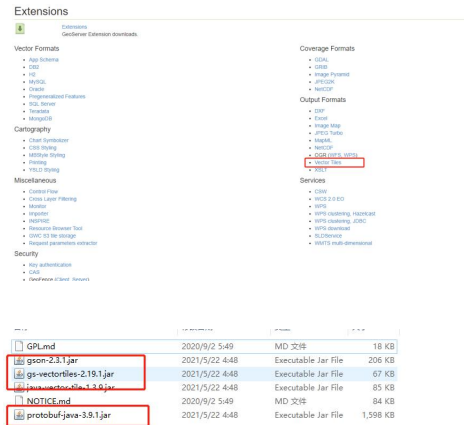 Extensions
Extensions
GeoServer Extension downloads.
Vector Formats
App Schema
DB2
H2
MySQL
Oracle
Pregeneralized Features
SQL Server
Teradata
MongoDB
Cartography
Chart Symbolizer
CSS Styling
MBStyle Styling
Printing
YSLD Styling
Miscellaneous
Control Flow
Cross Layer Filtering
Monitor
Importer
INSPIRE
Resource Browser Tool
GWC S3 tile storage
Request parameters extractor
Security
Key authentication
CAS
GeoFence (Client, Server)
Coverage Formats
GDAL
GRIB
Image Pyramid
JPEG2K
NetCDF
Output Formats
DXF
Excel
Image Map
JPEG Turbo
MapML
NetCDF
OGR (WFS, WPS)
Vector Tiles
XSLT
Services
CSW
WCS 2.0 EO
WPS
WPS clustering, Hazelcast
WPS clustering, JDBC
WPS download
SLDService
WMTS multi-dimensional
GPL.md 2020/9/2 5:49 MD 文件 18 KB
gson-2.3.1.jar 2021/5/22 4:48 Executable Jar File 206 KB
gs-vectortiles-2.19.1.jar 2021/5/22 4:48 Executable Jar File 67 KB
java-vector-tile-1.3.9.jar 2021/5/22 4:48 Executable Jar File 85 KB
NOTICE.md 2020/9/2 5:49 MD 文件 84 KB
protobuf-java-3.9.1.jar 2021/5/22 4:48 Executable Jar File 1,598 KB